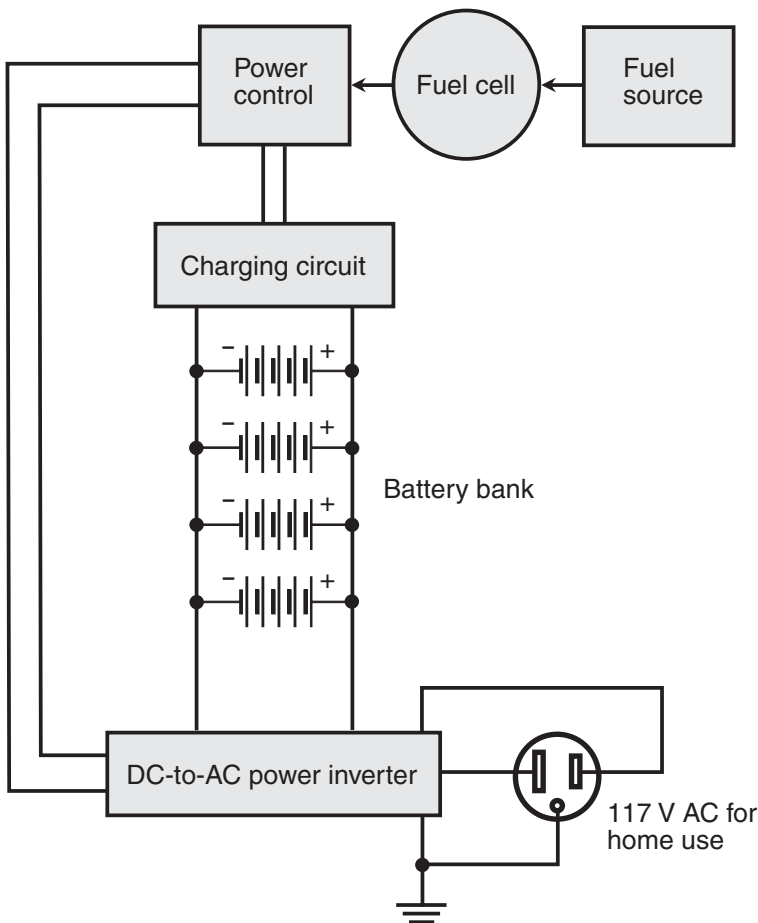 Power
control
Fuel cell
Fuel
source
Charging circuit
− +
− +
− +
− +
Battery bank
DC-to-AC power inverter
117 V AC for
home use